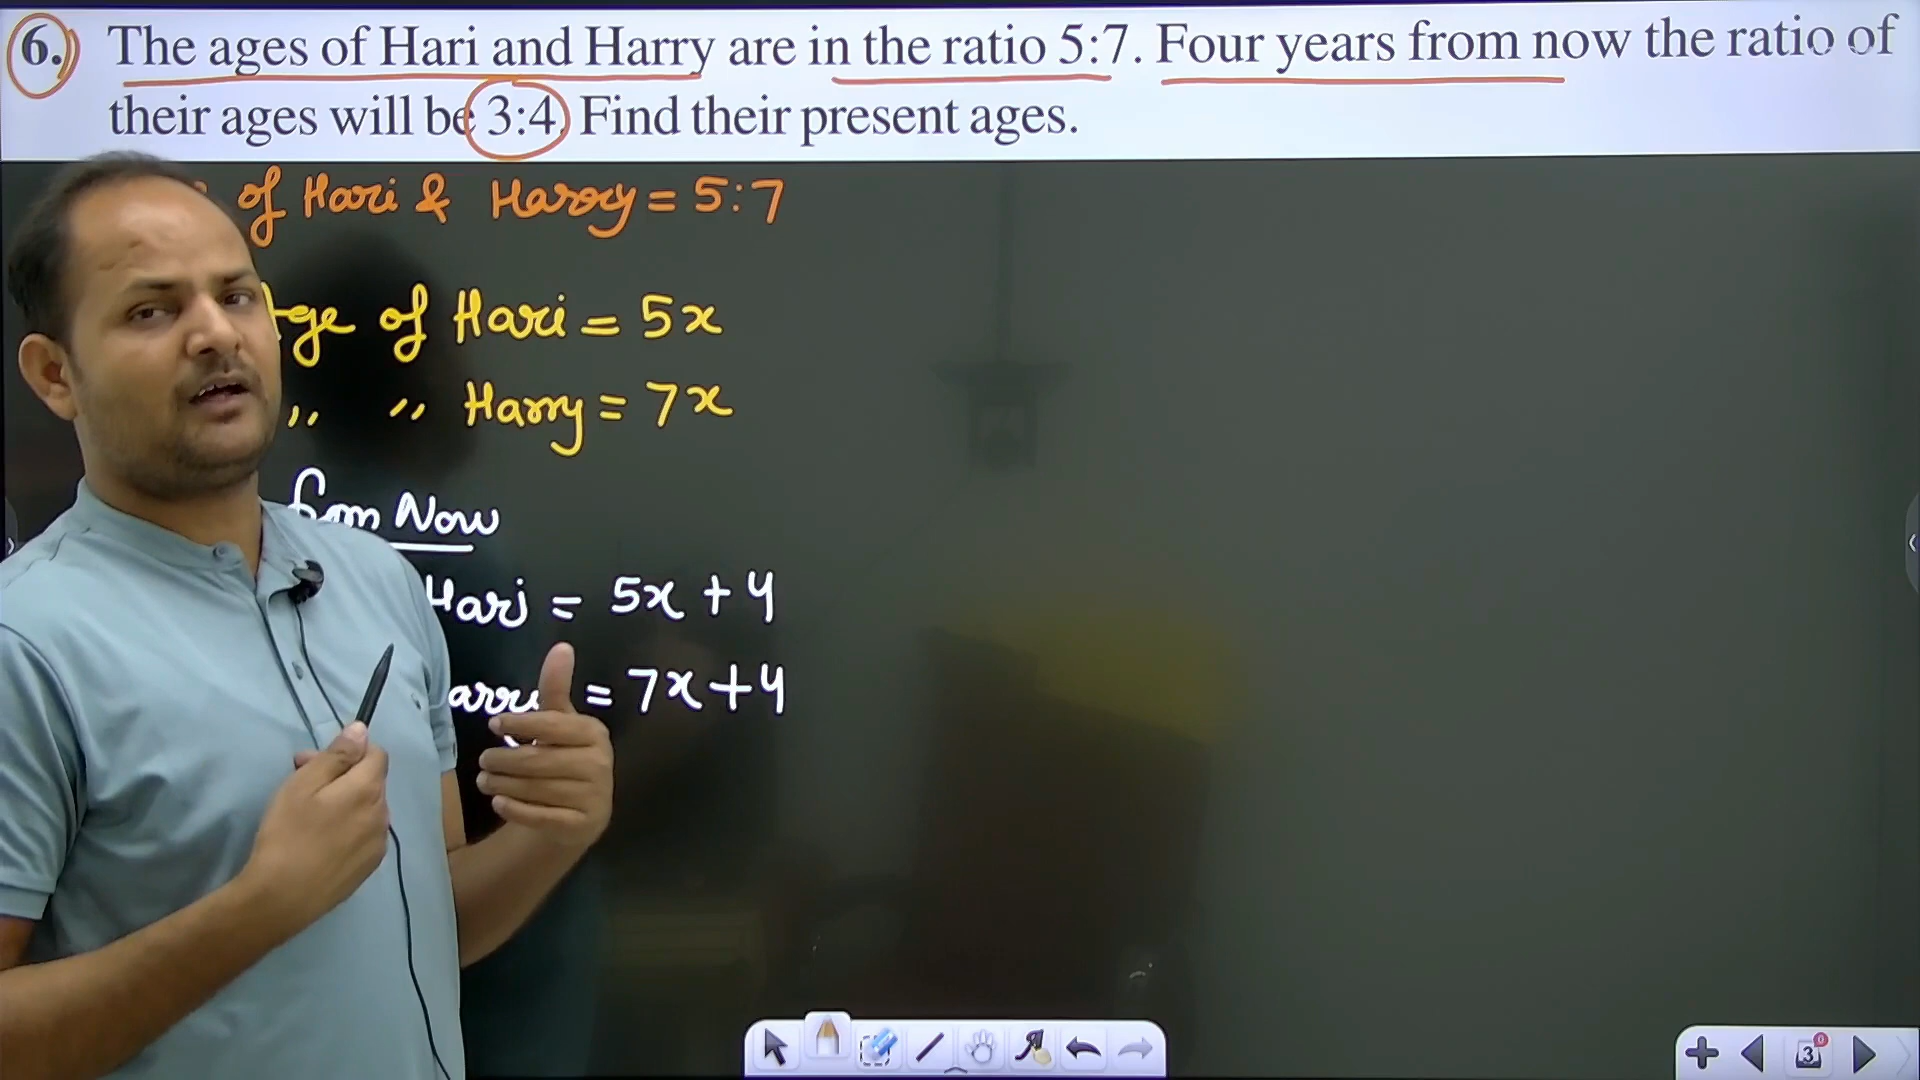 6. The ages of Hari and Harry are in the ratio 5:7. Four years from now the ratio of
their ages will be 3:4. Find their present ages.
of Hari & Harry = 5:7
Age of Hari = 5x
,, ,, Harry = 7x
from Now
Hari = 5x + 4
= 7x + 4
3